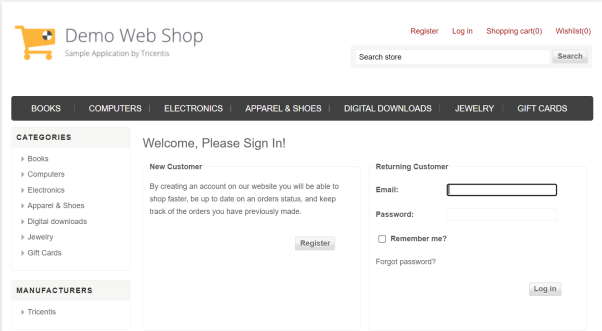 Demo Web Shop
Sample Application by Tricentis
Register Log in Shopping cart(0) Wishlist(0)
Search store Search
BOOKS COMPUTERS ELECTRONICS APPAREL & SHOES DIGITAL DOWNLOADS JEWELRY GIFT CARDS
CATEGORIES
Books
Computers
Electronics
Apparel & Shoes
Digital downloads
Jewelry
Gift Cards
MANUFACTURERS
Tricentis
Welcome, Please Sign In!
New Customer
By creating an account on our website you will be able to
shop faster, be up to date on an orders status, and keep
track of the orders you have previously made.
Register
Returning Customer
Email:
Password:
Remember me?
Forgot password?
Log in